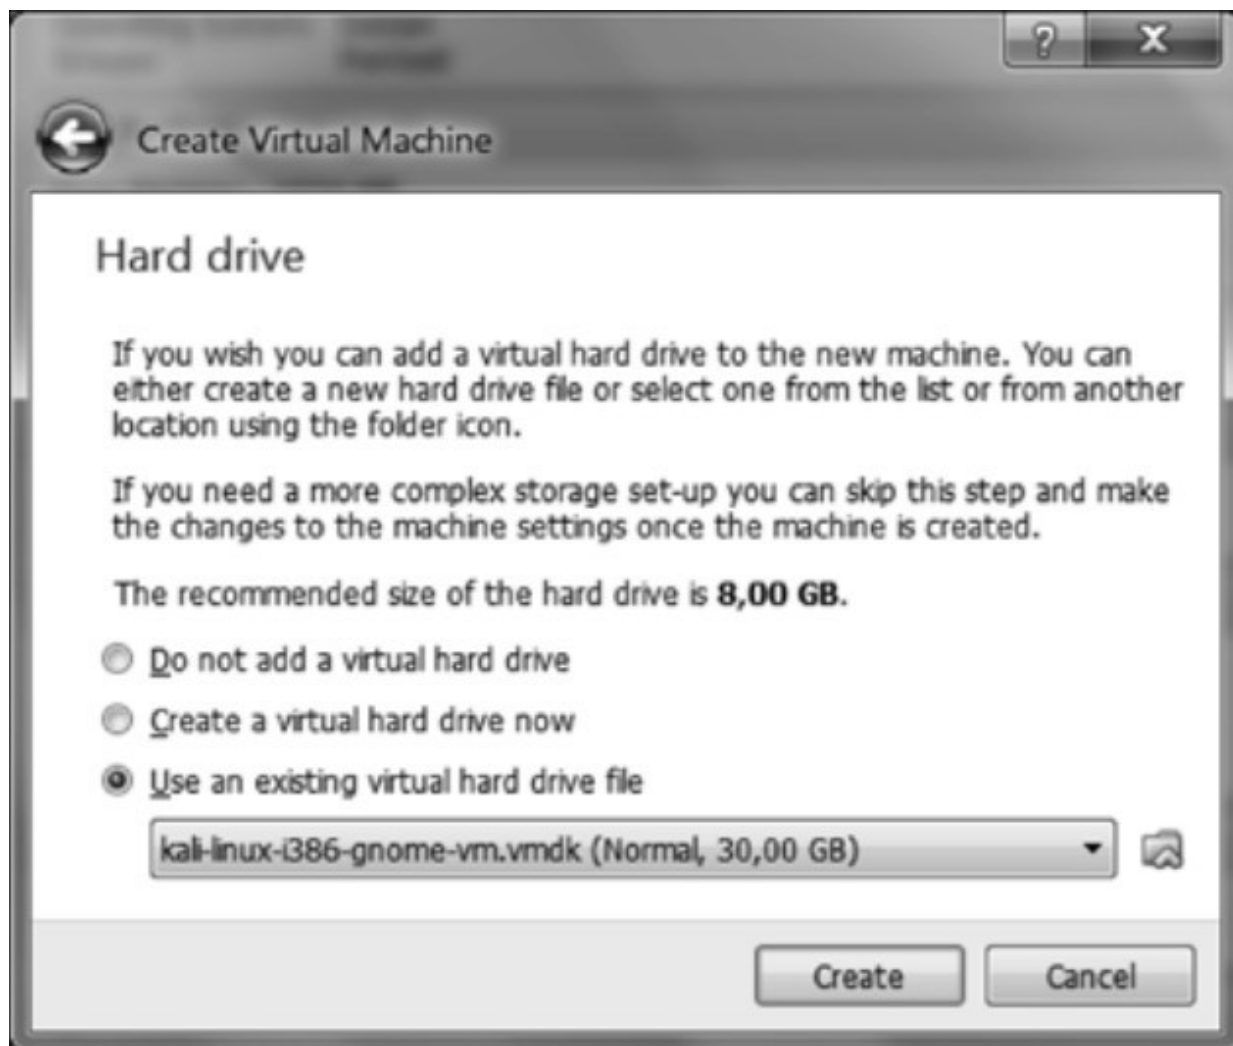 ?
X
Create Virtual Machine
Hard drive
If you wish you can add a virtual hard drive to the new machine. You can
either create a new hard drive file or select one from the list or from another
location using the folder icon.
If you need a more complex storage set-up you can skip this step and make
the changes to the machine settings once the machine is created.
The recommended size of the hard drive is 8,00 GB.
Do not add a virtual hard drive
Create a virtual hard drive now
Use an existing virtual hard drive file
kali-linux-i386-gnome-vm.vmdk (Normal, 30,00 GB)
Create
Cancel